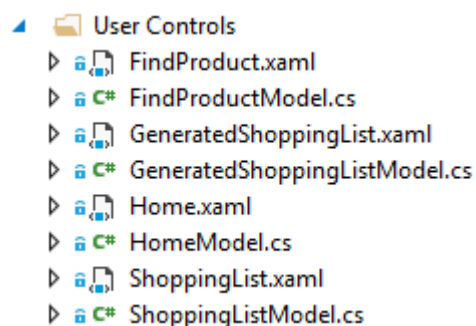 User Controls
FindProduct.xaml
C# FindProductModel.cs
GeneratedShoppingList.xaml
C# GeneratedShoppingListModel.cs
Home.xaml
C# HomeModel.cs
ShoppingList.xaml
C# ShoppingListModel.cs